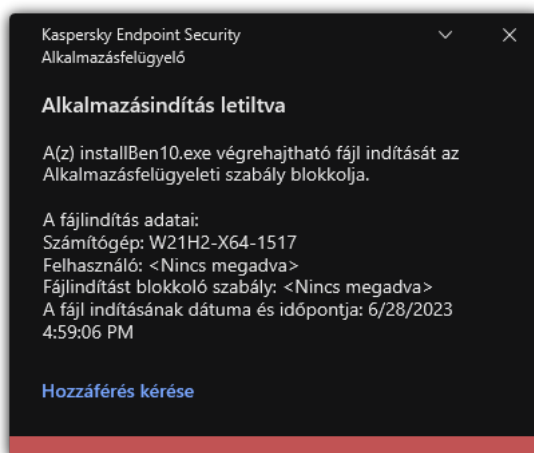 Kaspersky Endpoint Security
Alkalmazásfelügyelő
Alkalmazásindítás letiltva
A(z) installBen10.exe végrehajtható fájl indítását az
Alkalmazásfelügyeleti szabály blokkolja.
A fájlindítás adatai:
Számítógép: W21H2-X64-1517
Felhasználó: <Nincs megadva>
Fájlindítást blokkoló szabály: <Nincs megadva>
A fájl indításának dátuma és időpontja: 6/28/2023
4:59:06 PM
Hozzáférés kérése